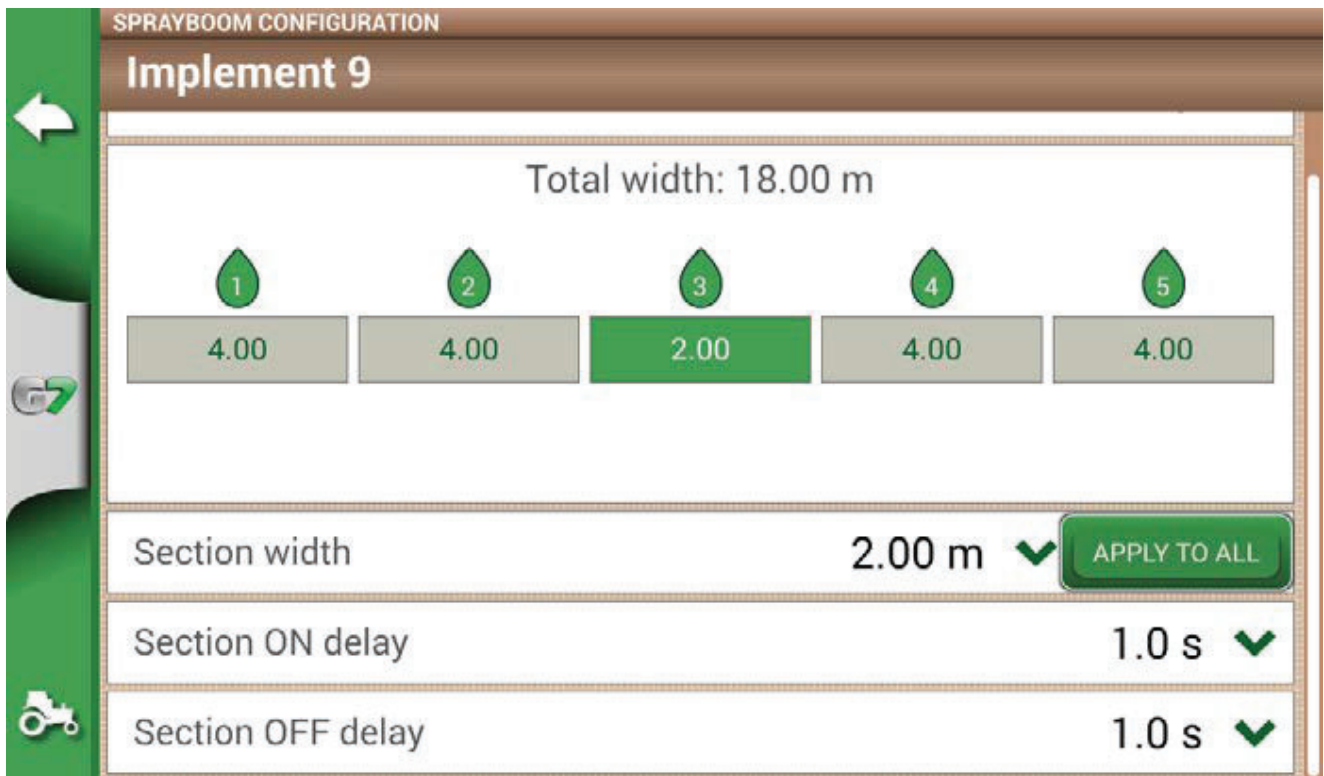 SPRAYBOOM CONFIGURATION
Implement 9
Total width: 18.00 m
1 2 3 4 5
4.00 4.00 2.00 4.00 4.00
G7
Section width 2.00 m APPLY TO ALL
Section ON delay 1.0 s
Section OFF delay 1.0 s